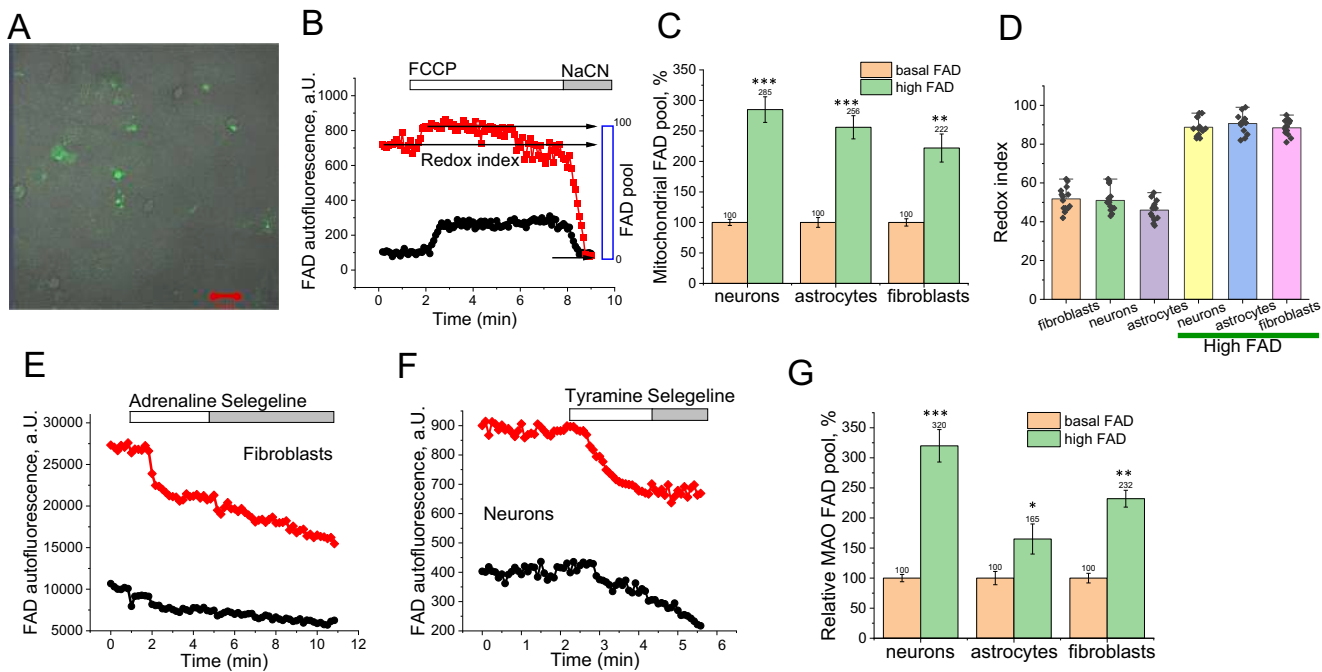 A
B
FCCP
NaCN
FAD autofluorescence, a.U.
1000
800
600
400
200
0
Redox index
100
FAD pool
0
0 2 4 6 8 10
Time (min)
C
basal FAD
high FAD
Mitochondrial FAD pool, %
350
300
250
200
150
100
50
0
***
285
***
256
**
222
100
100
100
neurons astrocytes fibroblasts
D
Redox index
100
80
60
40
20
0
fibroblasts neurons astrocytes neurons astrocytes fibroblasts
High FAD
E
Adrenaline Selegeline
FAD autofluorescence, a.U.
30000
25000
20000
15000
10000
5000
Fibroblasts
0 2 4 6 8 10 12
Time (min)
F
Tyramine Selegeline
FAD autofluorescence, a.U.
900
800
700
600
500
400
300
200
Neurons
0 1 2 3 4 5 6
Time (min)
G
basal FAD
high FAD
Relative MAO FAD pool, %
400
350
300
250
200
150
100
50
0
***
320
*
165
**
232
100
100
100
neurons astrocytes fibroblasts